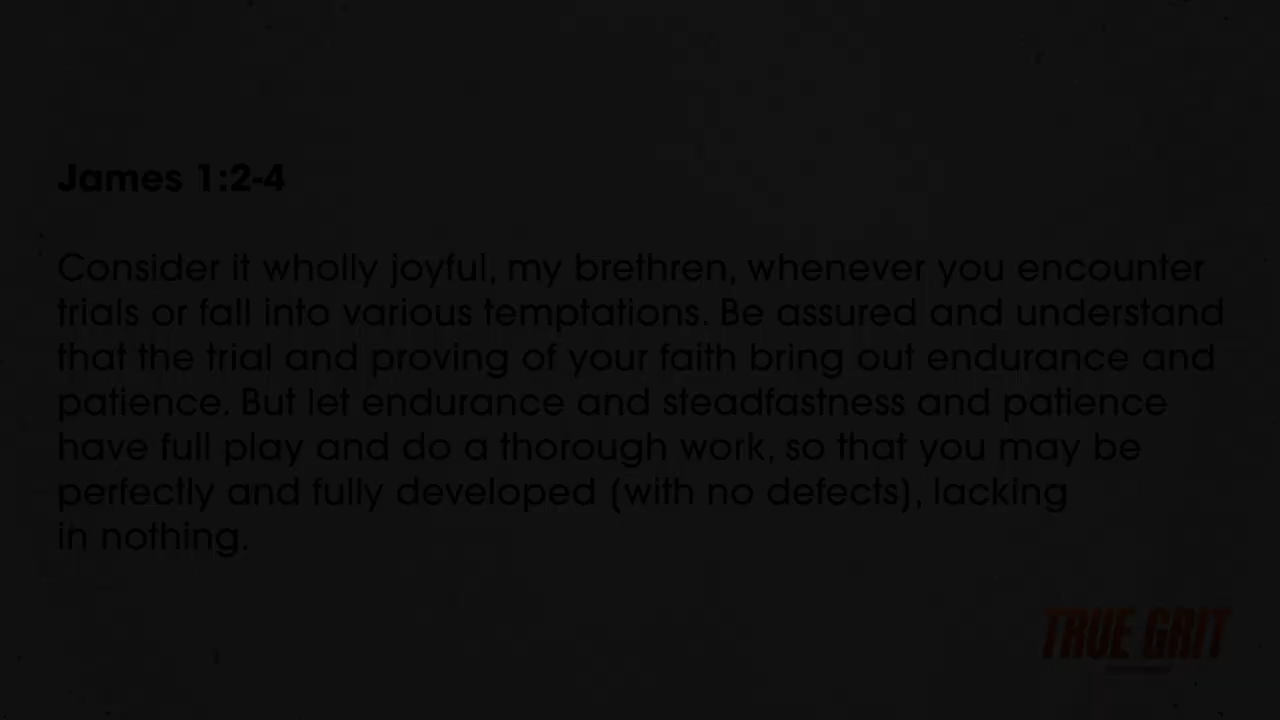 James 1:2-4
Consider it wholly joyful, my brethren, whenever you encounter
trials or fall into various temptations. Be assured and understand
that the trial and proving of your faith bring out endurance and
patience. But let endurance and steadfastness and patience
have full play and do a thorough work, so that you may be
perfectly and fully developed (with no defects), lacking
in nothing.
TRUE GRIT